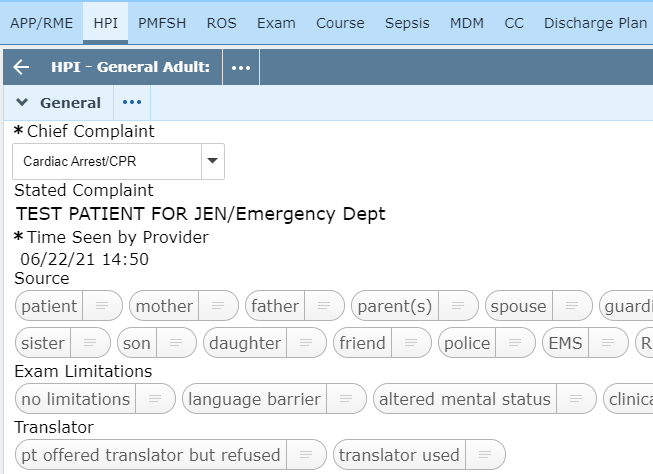 APP/RME HPI PMFSH ROS Exam Course Sepsis MDM CC Discharge Plan
HPI - General Adult:
General
* Chief Complaint
Cardiac Arrest/CPR
Stated Complaint
TEST PATIENT FOR JEN/Emergency Dept
* Time Seen by Provider
06/22/21 14:50
Source
patient mother father parent(s) spouse guardi
sister son daughter friend police EMS R
Exam Limitations
no limitations language barrier altered mental status clinica
Translator
pt offered translator but refused translator used